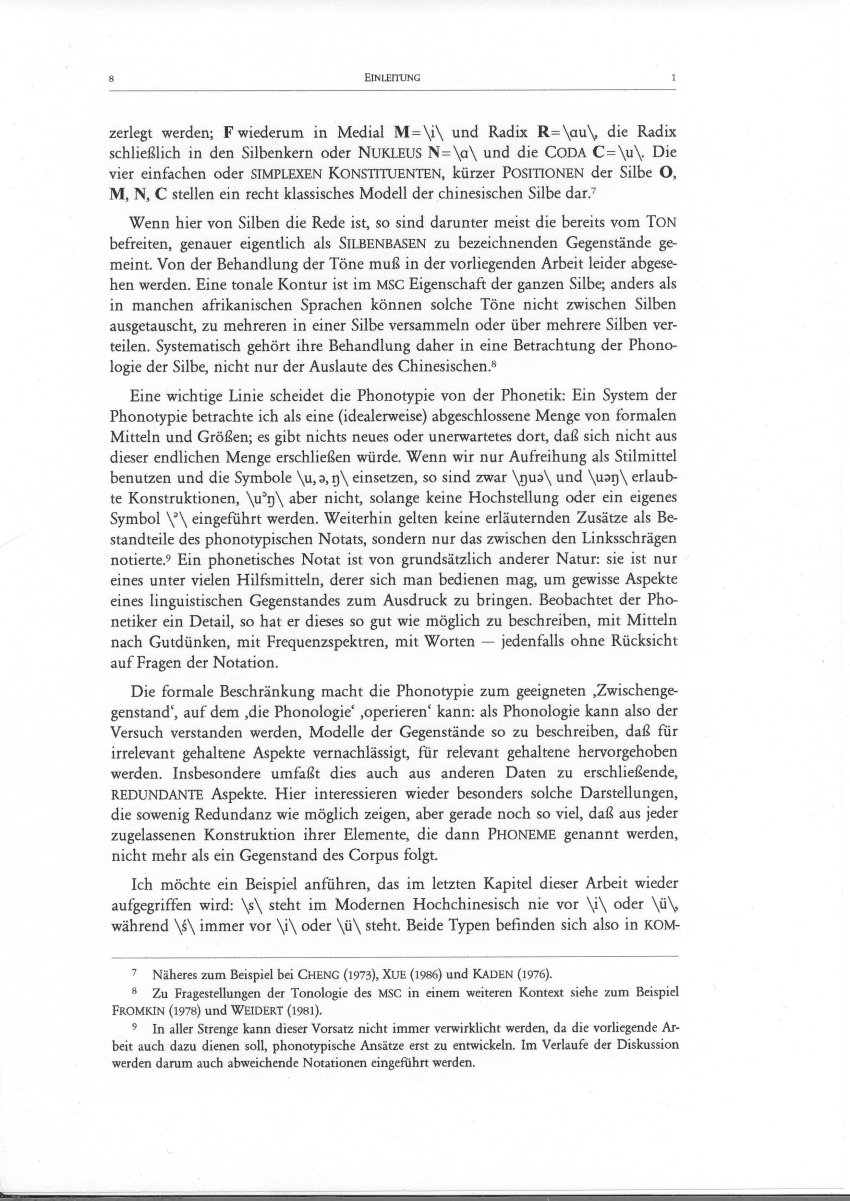 8 EINLEITUNG 1
zerlegt werden; F wiederum in Medial M=\i\ und Radix R=\ɑu\, die Radix
schließlich in den Silbenkern oder NUKLEUS N=\ɑ\ und die CODA C=\u\. Die
vier einfachen oder SIMPLEXEN KONSTITUENTEN, kürzer POSITIONEN der Silbe O,
M, N, C stellen ein recht klassisches Modell der chinesischen Silbe dar.⁷
Wenn hier von Silben die Rede ist, so sind darunter meist die bereits vom TON
befreiten, genauer eigentlich als SILBENBASEN zu bezeichnenden Gegenstände ge-
meint. Von der Behandlung der Töne muß in der vorliegenden Arbeit leider abgese-
hen werden. Eine tonale Kontur ist im MSC Eigenschaft der ganzen Silbe; anders als
in manchen afrikanischen Sprachen können solche Töne nicht zwischen Silben
ausgetauscht, zu mehreren in einer Silbe versammeln oder über mehrere Silben ver-
teilen. Systematisch gehört ihre Behandlung daher in eine Betrachtung der Phono-
logie der Silbe, nicht nur der Auslaute des Chinesischen.⁸
Eine wichtige Linie scheidet die Phonotypie von der Phonetik: Ein System der
Phonotypie betrachte ich als eine (idealerweise) abgeschlossene Menge von formalen
Mitteln und Größen; es gibt nichts neues oder unerwartetes dort, daß sich nicht aus
dieser endlichen Menge erschließen würde. Wenn wir nur Aufreihung als Stilmittel
benutzen und die Symbole \u, ə, ŋ\ einsetzen, so sind zwar \ŋuə\ und \uəŋ\ erlaub-
te Konstruktionen, \uᵊŋ\ aber nicht, solange keine Hochstellung oder ein eigenes
Symbol \ᵊ\ eingeführt werden. Weiterhin gelten keine erläuternden Zusätze als Be-
standteile des phonotypischen Notats, sondern nur das zwischen den Linksschrägen
notierte.⁹ Ein phonetisches Notat ist von grundsätzlich anderer Natur: sie ist nur
eines unter vielen Hilfsmitteln, derer sich man bedienen mag, um gewisse Aspekte
eines linguistischen Gegenstandes zum Ausdruck zu bringen. Beobachtet der Pho-
netiker ein Detail, so hat er dieses so gut wie möglich zu beschreiben, mit Mitteln
nach Gutdünken, mit Frequenzspektren, mit Worten — jedenfalls ohne Rücksicht
auf Fragen der Notation.
Die formale Beschränkung macht die Phonotypie zum geeigneten ‚Zwischenge-
genstand‘, auf dem ‚die Phonologie‘ ‚operieren‘ kann: als Phonologie kann also der
Versuch verstanden werden, Modelle der Gegenstände so zu beschreiben, daß für
irrelevant gehaltene Aspekte vernachlässigt, für relevant gehaltene hervorgehoben
werden. Insbesondere umfaßt dies auch aus anderen Daten zu erschließende,
REDUNDANTE Aspekte. Hier interessieren wieder besonders solche Darstellungen,
die sowenig Redundanz wie möglich zeigen, aber gerade noch so viel, daß aus jeder
zugelassenen Konstruktion ihrer Elemente, die dann PHONEME genannt werden,
nicht mehr als ein Gegenstand des Corpus folgt.
Ich möchte ein Beispiel anführen, das im letzten Kapitel dieser Arbeit wieder
aufgegriffen wird: \s\ steht im Modernen Hochchinesisch nie vor \i\ oder \ü\,
während \ś\ immer vor \i\ oder \ü\ steht. Beide Typen befinden sich also in KOM-
⁷ Näheres zum Beispiel bei CHENG (1973), XUE (1986) und KADEN (1976).
⁸ Zu Fragestellungen der Tonologie des MSC in einem weiteren Kontext siehe zum Beispiel
FROMKIN (1978) und WEIDERT (1981).
⁹ In aller Strenge kann dieser Vorsatz nicht immer verwirklicht werden, da die vorliegende Ar-
beit auch dazu dienen soll, phonotypische Ansätze erst zu entwickeln. Im Verlaufe der Diskussion
werden darum auch abweichende Notationen eingeführt werden.